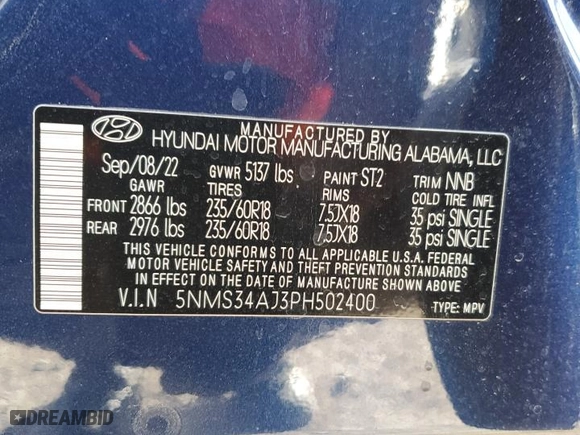 MANUFACTURED BY
HYUNDAI MOTOR MANUFACTURING ALABAMA, LLC
Sep/08/22 GVWR 5137 lbs PAINT ST2 TRIM NNB
GAWR TIRES RIMS COLD TIRE INFL
FRONT 2866 lbs 235/60R18 7.5JX18 35 psi SINGLE
REAR 2976 lbs 235/60R18 7.5JX18 35 psi SINGLE
THIS VEHICLE CONFORMS TO ALL APPLICABLE U.S.A. FEDERAL
MOTOR VEHICLE SAFETY AND THEFT PREVENTION STANDARDS
IN EFFECT ON THE DATE OF MANUFACTURE SHOWN ABOVE
V.I.N 5NMS34AJ3PH502400 TYPE: MPV
DREAMBID